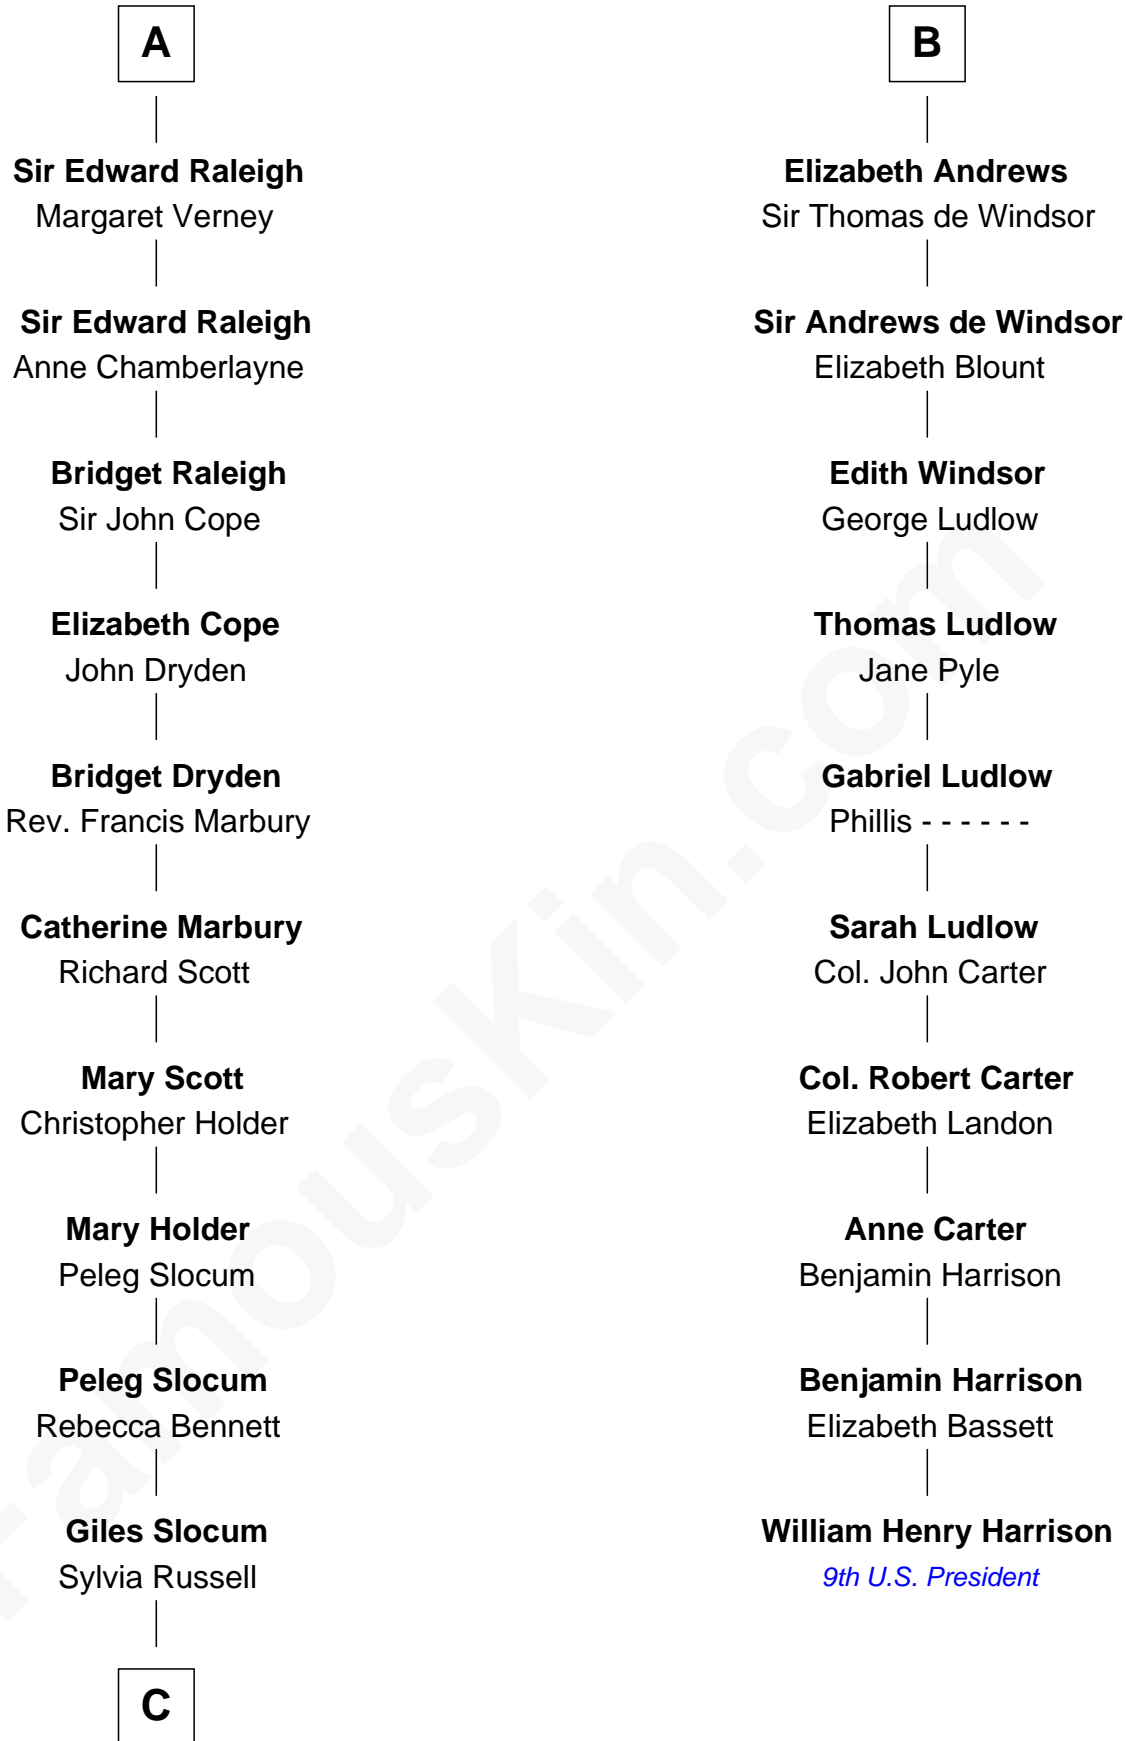 A
Sir Edward Raleigh
Margaret Verney
Sir Edward Raleigh
Anne Chamberlayne
Bridget Raleigh
Sir John Cope
Elizabeth Cope
John Dryden
Bridget Dryden
Rev. Francis Marbury
Catherine Marbury
Richard Scott
Mary Scott
Christopher Holder
Mary Holder
Peleg Slocum
Peleg Slocum
Rebecca Bennett
Giles Slocum
Sylvia Russell
C
B
Elizabeth Andrews
Sir Thomas de Windsor
Sir Andrews de Windsor
Elizabeth Blount
Edith Windsor
George Ludlow
Thomas Ludlow
Jane Pyle
Gabriel Ludlow
Phillis - - - - - -
Sarah Ludlow
Col. John Carter
Col. Robert Carter
Elizabeth Landon
Anne Carter
Benjamin Harrison
Benjamin Harrison
Elizabeth Bassett
William Henry Harrison
9th U.S. President
FamousKin.com